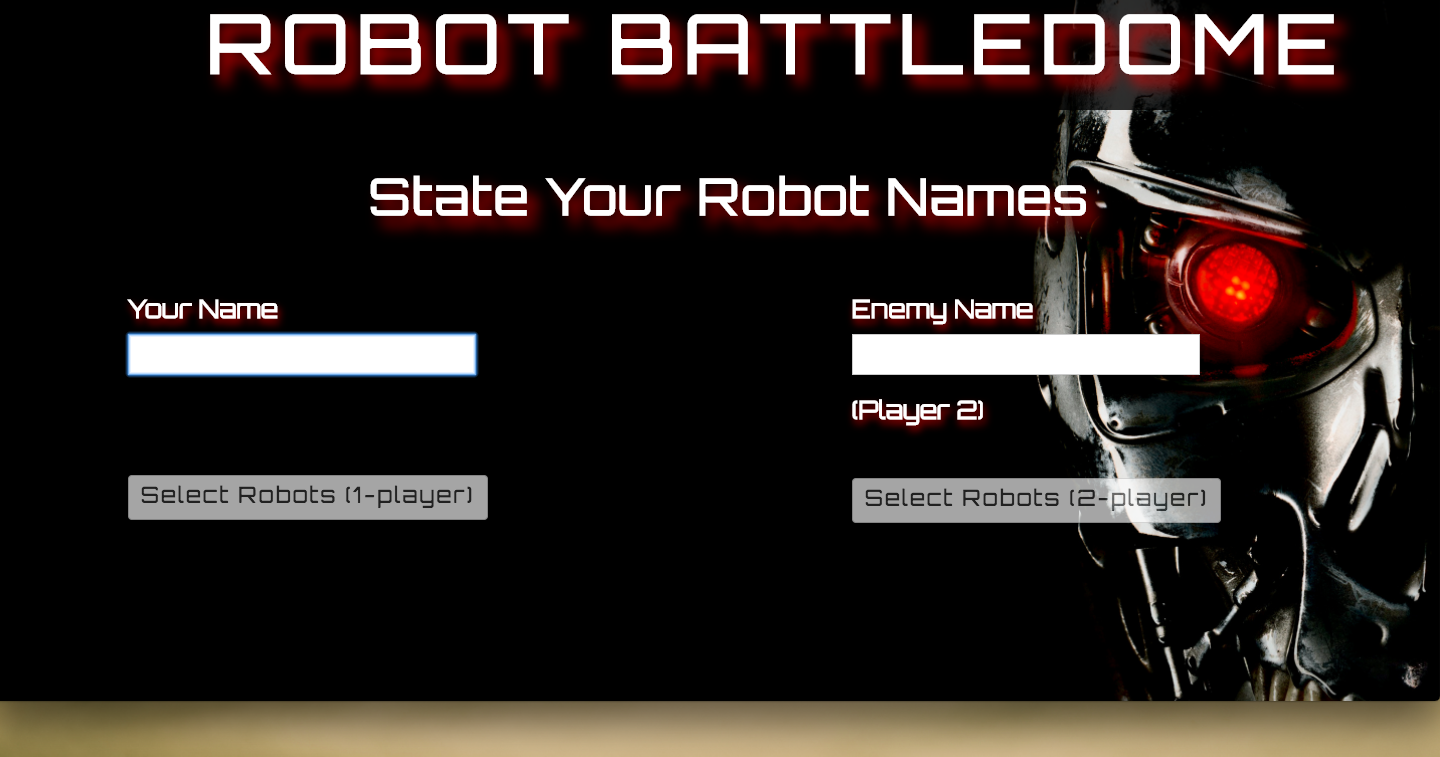 ROBOT BATTLEDOME
State Your Robot Names
Your Name
Enemy Name
(Player 2)
Select Robots (1-player)
Select Robots (2-player)